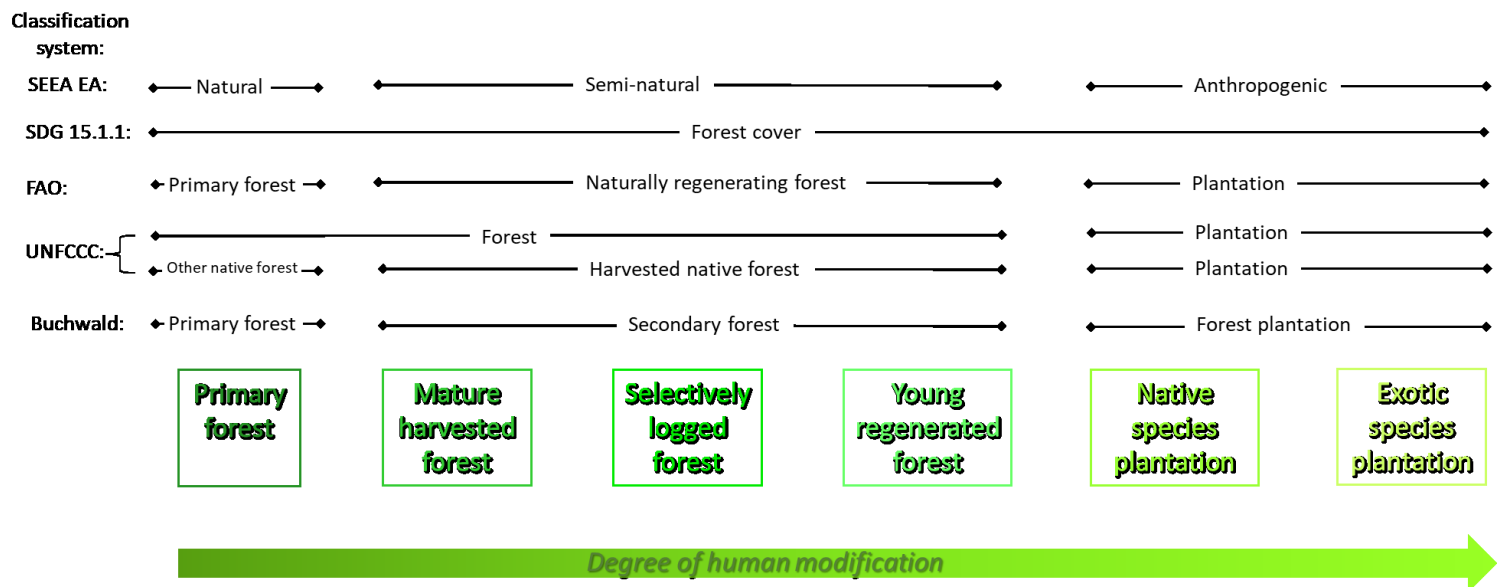 Classification
system:
SEEA EA: Natural Semi-natural Anthropogenic
SDG 15.1.1: Forest cover
FAO: Primary forest Naturally regenerating forest Plantation
UNFCCC: Forest Plantation
Other native forest Harvested native forest Plantation
Buchwald: Primary forest Secondary forest Forest plantation
Primary
forest
Mature
harvested
forest
Selectively
logged
forest
Young
regenerated
forest
Native
species
plantation
Exotic
species
plantation
Degree of human modification